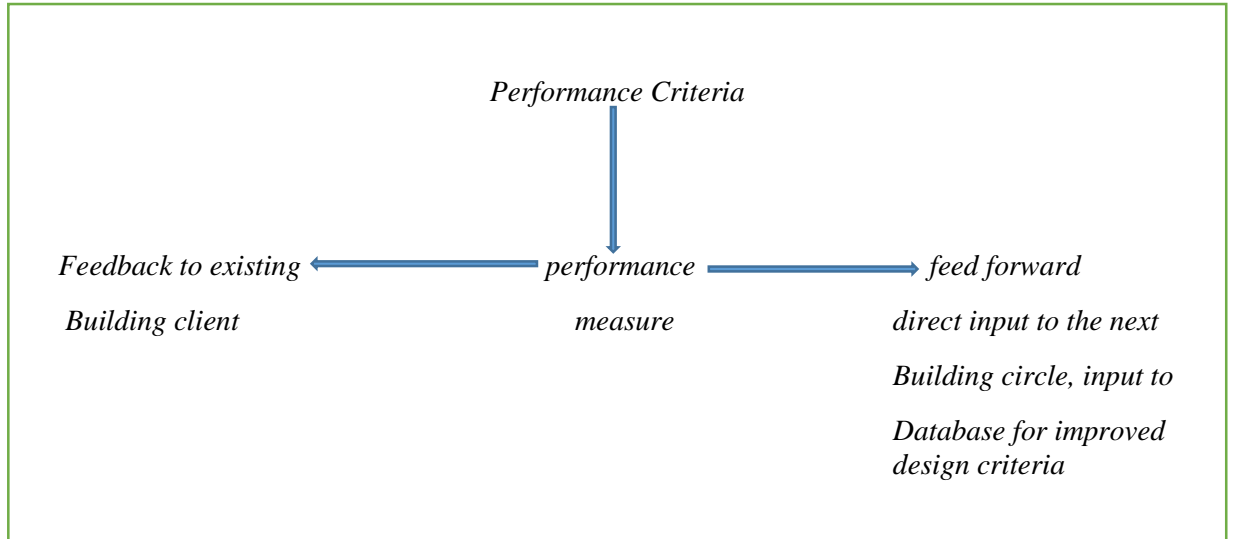 Performance Criteria
Feedback to existing
Building client
performance
measure
feed forward
direct input to the next
Building circle, input to
Database for improved
design criteria